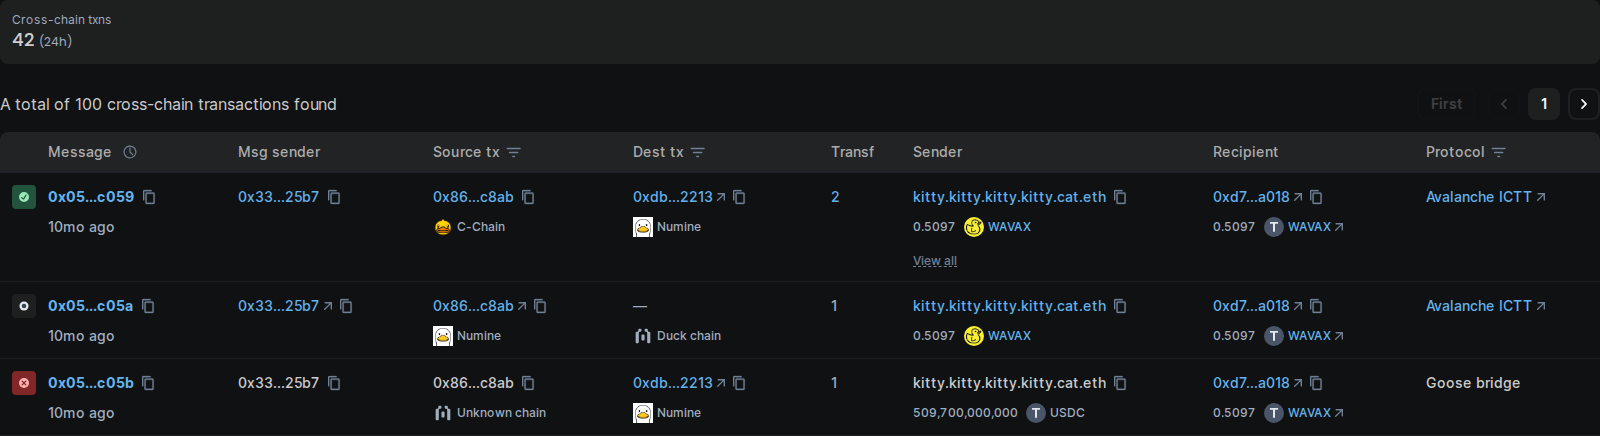 Cross-chain txns
42 (24h)
A total of 100 cross-chain transactions found
First 1
Message Msg sender Source tx Dest tx Transf Sender Recipient Protocol
0x05...c059 0x33...25b7 0x86...c8ab 0xdb...2213 2 kitty.kitty.kitty.kitty.cat.eth 0xd7...a018 Avalanche ICTT
10mo ago C-Chain Numine 0.5097 WAVAX 0.5097 T WAVAX
View all
0x05...c05a 0x33...25b7 0x86...c8ab — 1 kitty.kitty.kitty.kitty.cat.eth 0xd7...a018 Avalanche ICTT
10mo ago Numine Duck chain 0.5097 WAVAX 0.5097 T WAVAX
0x05...c05b 0x33...25b7 0x86...c8ab 0xdb...2213 1 kitty.kitty.kitty.kitty.cat.eth 0xd7...a018 Goose bridge
10mo ago Unknown chain Numine 509,700,000,000 T USDC 0.5097 T WAVAX